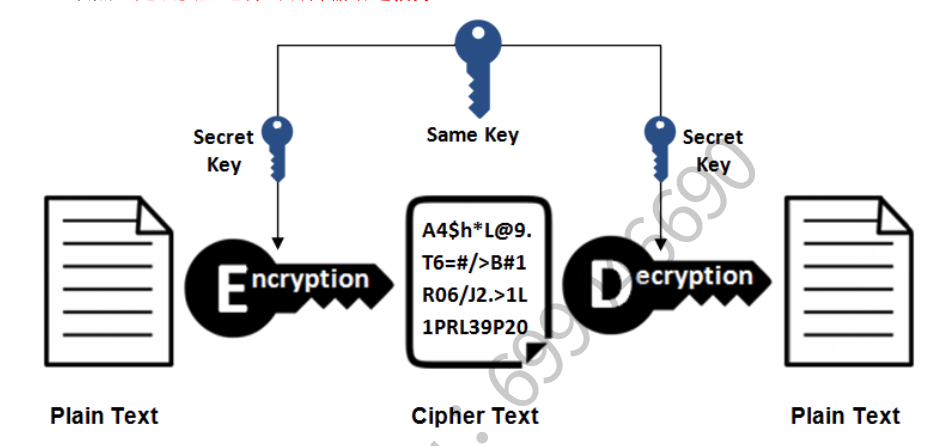 Same Key
Secret
Key
Secret
Key
A4$h*L@9.
T6=#/>B#1
R06/J2.>1L
1PRL39P20
Encryption
Decryption
Plain Text
Cipher Text
Plain Text